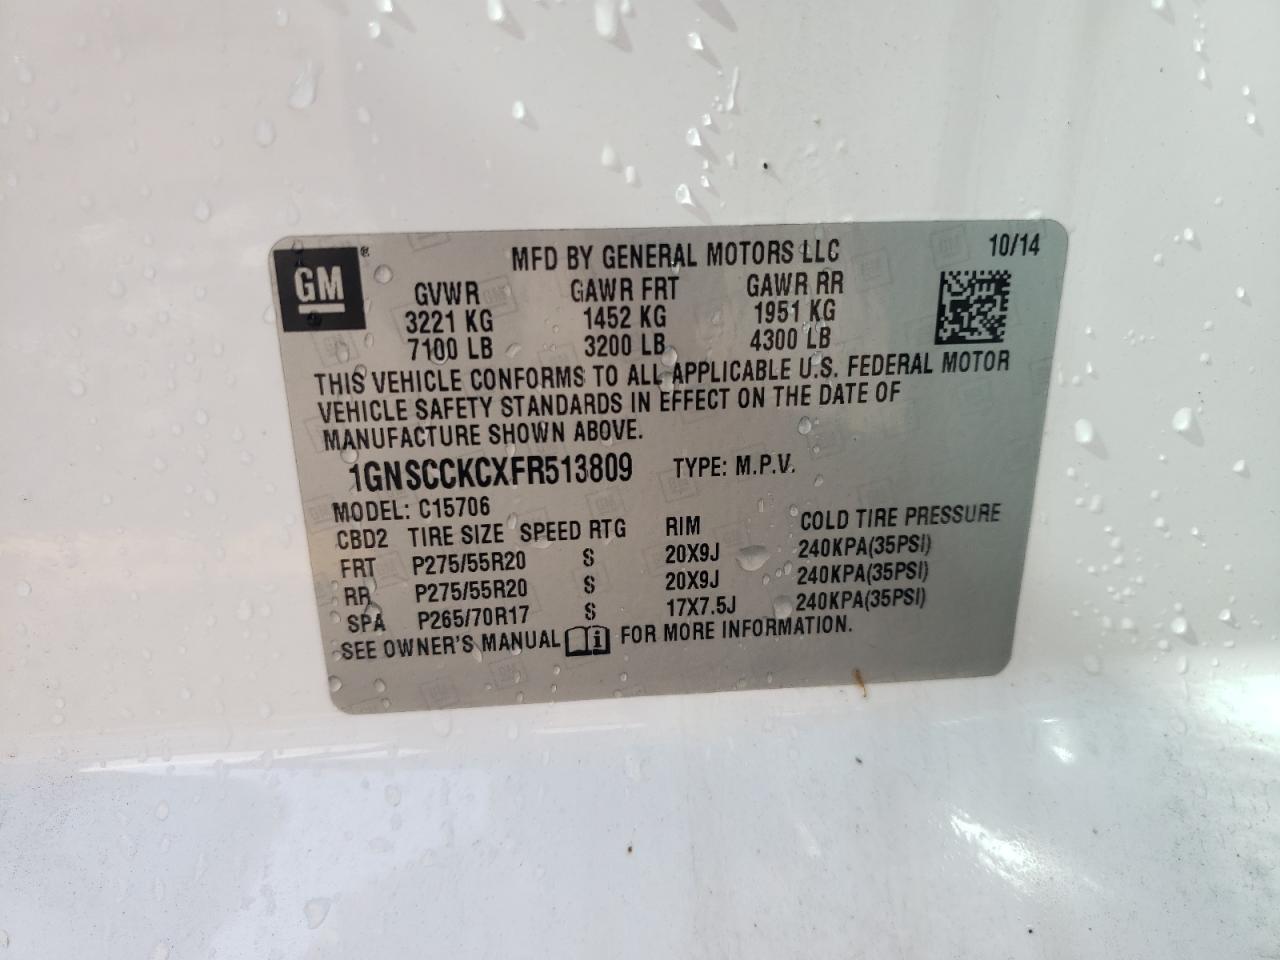 GM®
MFD BY GENERAL MOTORS LLC 10/14
GVWR GAWR FRT GAWR RR
3221 KG 1452 KG 1951 KG
7100 LB 3200 LB 4300 LB
THIS VEHICLE CONFORMS TO ALL APPLICABLE U.S. FEDERAL MOTOR
VEHICLE SAFETY STANDARDS IN EFFECT ON THE DATE OF
MANUFACTURE SHOWN ABOVE.
1GNSCCKCXFR513809 TYPE: M.P.V.
MODEL: C15706
CBD2 TIRE SIZE SPEED RTG RIM COLD TIRE PRESSURE
FRT P275/55R20 S 20X9J 240KPA(35PSI)
RR P275/55R20 S 20X9J 240KPA(35PSI)
SPA P265/70R17 S 17X7.5J 240KPA(35PSI)
SEE OWNER'S MANUAL FOR MORE INFORMATION.